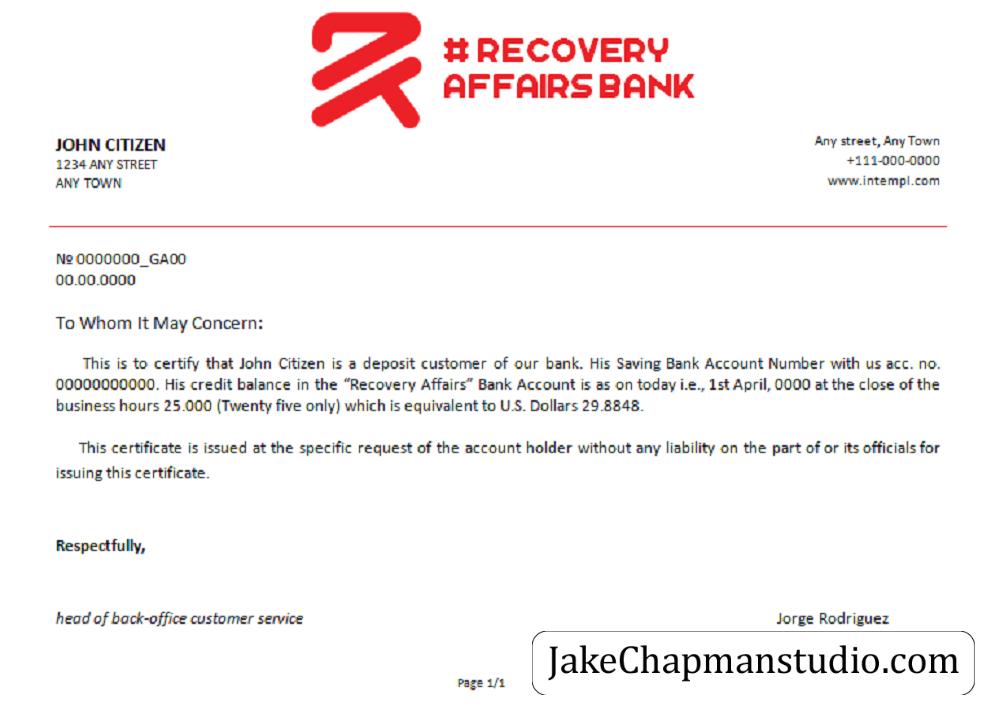 # RECOVERY
AFFAIRS BANK
JOHN CITIZEN
1234 ANY STREET
ANY TOWN
Any street, Any Town
+111-000-0000
www.intempl.com
№ 0000000_GA00
00.00.0000
To Whom It May Concern:
This is to certify that John Citizen is a deposit customer of our bank. His Saving Bank Account Number with us acc. no.
00000000000. His credit balance in the “Recovery Affairs” Bank Account is as on today i.e., 1st April, 0000 at the close of the
business hours 25.000 (Twenty five only) which is equivalent to U.S. Dollars 29.8848.
This certificate is issued at the specific request of the account holder without any liability on the part of or its officials for
issuing this certificate.
Respectfully,
head of back-office customer service
Jorge Rodriguez
JakeChapmanstudio.com
Page 1/1